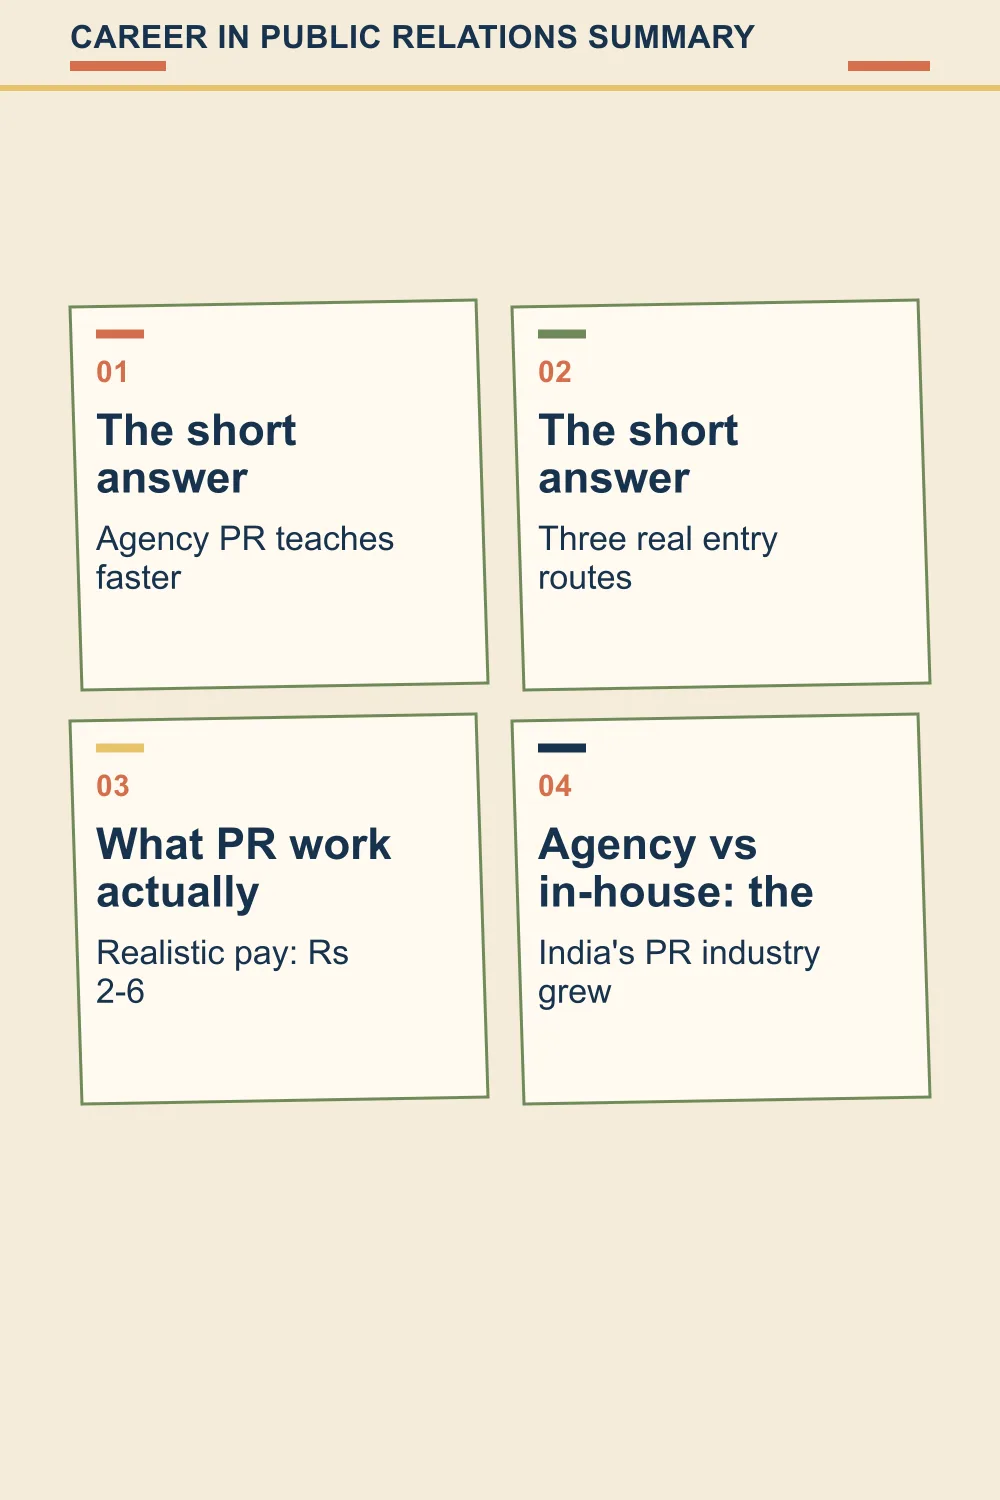 CAREER IN PUBLIC RELATIONS SUMMARY
01
The short
answer
Agency PR teaches
faster
02
The short
answer
Three real entry
routes
03
What PR work
actually
Realistic pay: Rs
2-6
04
Agency vs
in-house: the
India's PR industry
grew